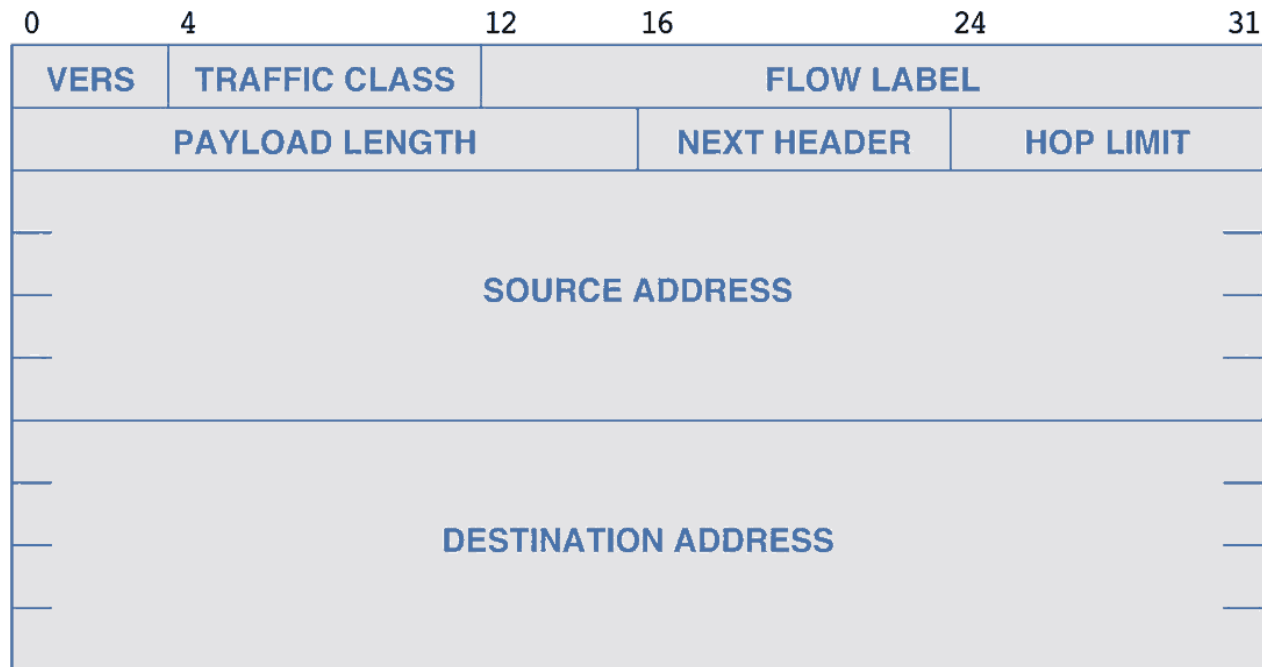 0 4 12 16 24 31
VERS TRAFFIC CLASS FLOW LABEL
PAYLOAD LENGTH NEXT HEADER HOP LIMIT
SOURCE ADDRESS
DESTINATION ADDRESS